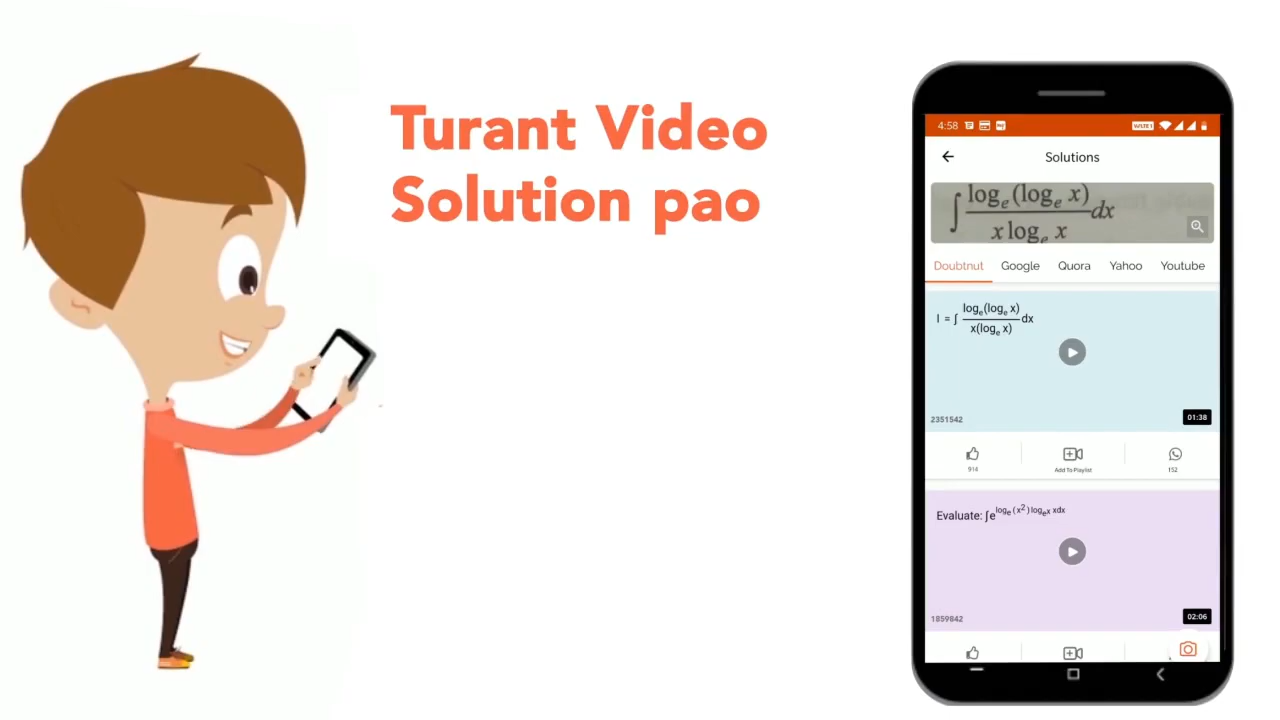 Turant Video
Solution pao
4:58
VoLTE1
Solutions
∫ logₑ(logₑ x) / x logₑ x dx
Doubtnut Google Quora Yahoo Youtube
I = ∫ logₑ(logₑ x) / x(logₑ x) dx
2351542 01:38
914 Add To Playlist 152
Evaluate: ∫e^logₑ(x²)logₑx xdx
1859842 02:06